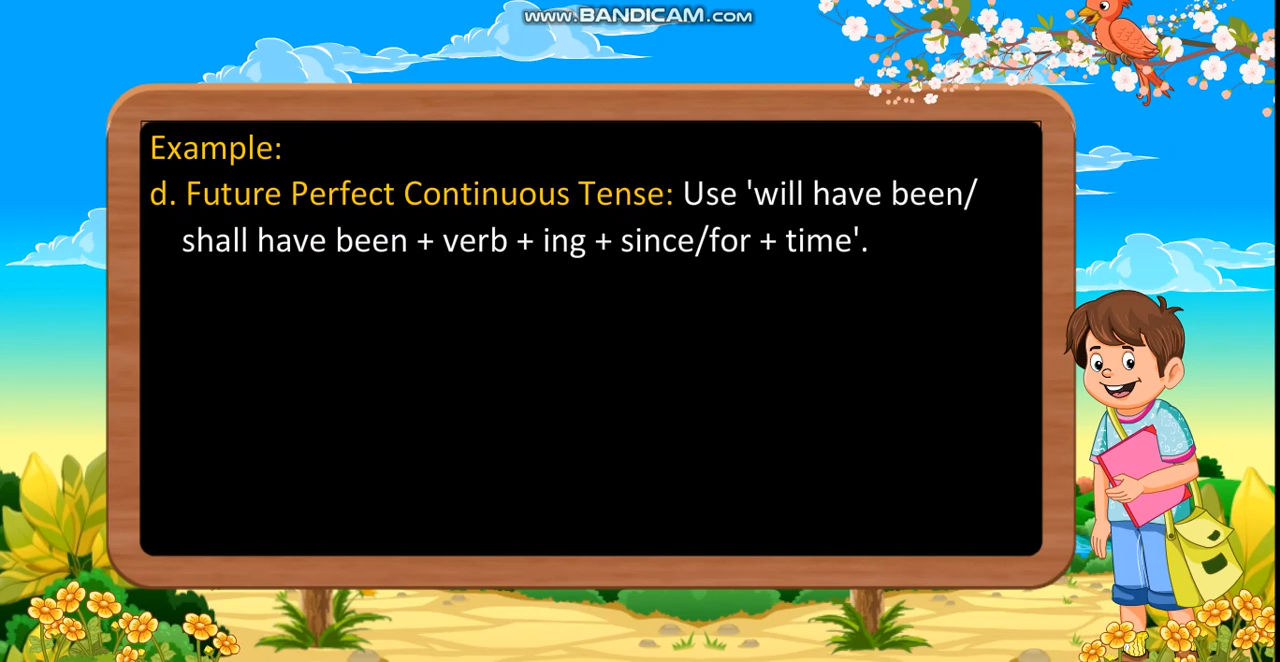 www.BANDICAM.com
Example:
d. Future Perfect Continuous Tense: Use 'will have been/
shall have been + verb + ing + since/for + time'.